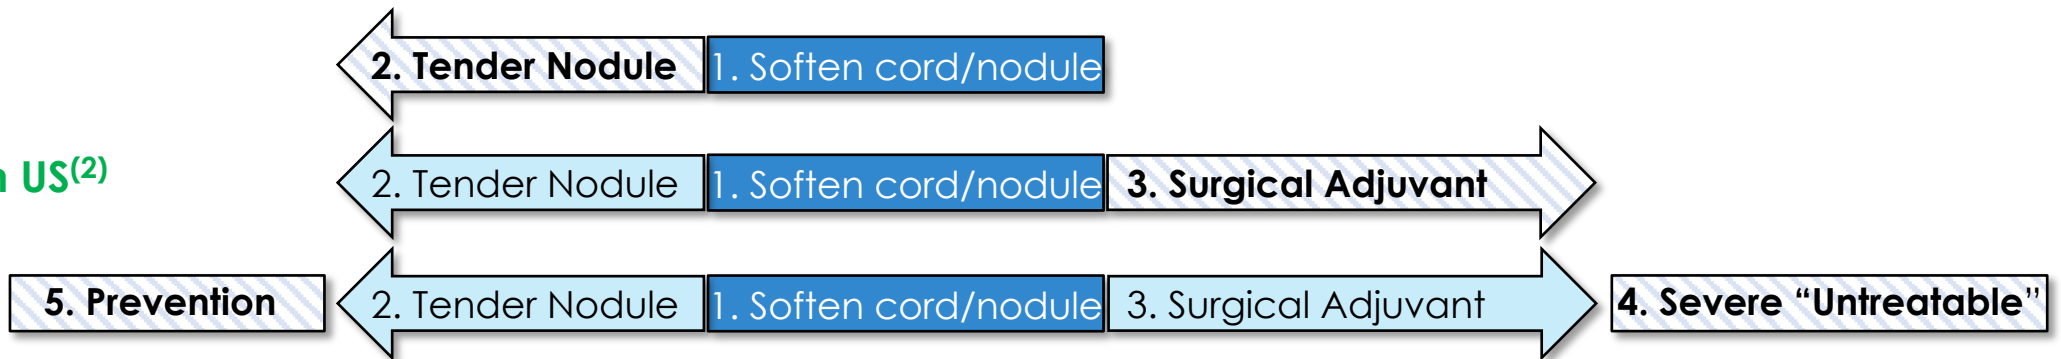 2. Tender Nodule 1. Soften cord/nodule
US(2) 2. Tender Nodule 1. Soften cord/nodule 3. Surgical Adjuvant
5. Prevention 2. Tender Nodule 1. Soften cord/nodule 3. Surgical Adjuvant 4. Severe “Untreatable”